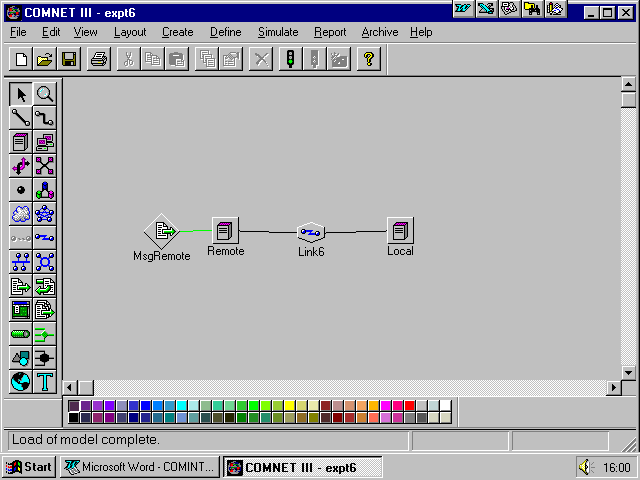 COMNET III - expt6
File Edit View Layout Create Define Simulate Report Archive Help
MsgRemote
Remote
Link6
Local
Load of model complete.
Start
Microsoft Word - COMINT...
COMNET III - expt6
16:00